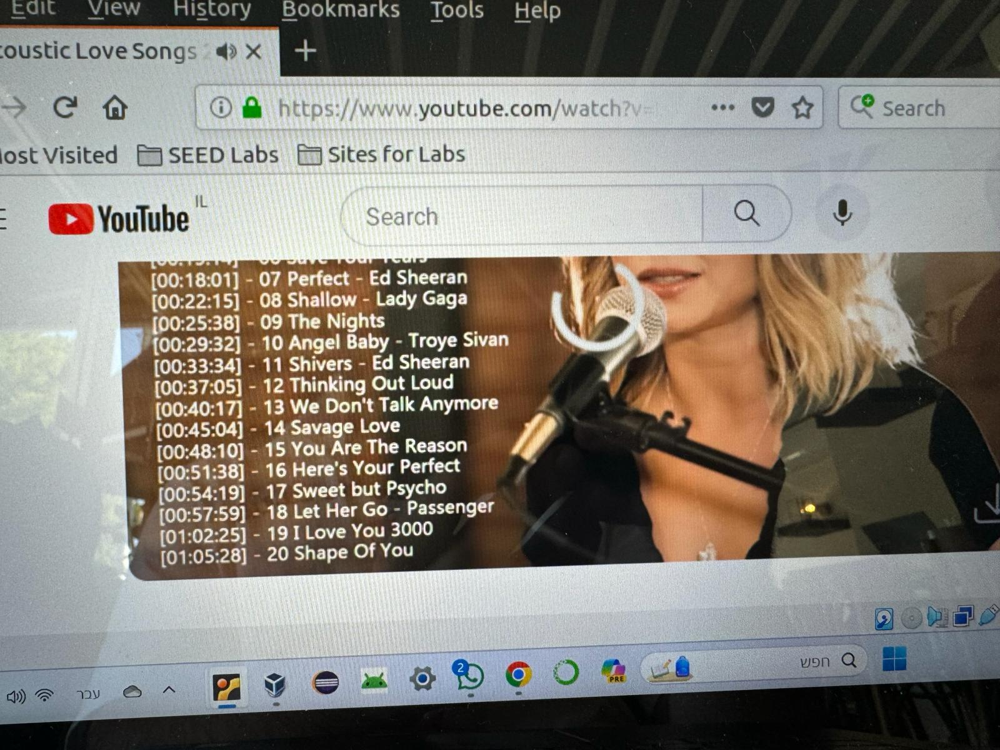 Edit View History Bookmarks Tools Help
coustic Love Songs
https://www.youtube.com/watch?v=
Search
ost Visited SEED Labs Sites for Labs
YouTube IL
Search
06 Save Your Tears
[00:18:01] - 07 Perfect - Ed Sheeran
[00:22:15] - 08 Shallow - Lady Gaga
[00:25:38] - 09 The Nights
[00:29:32] - 10 Angel Baby - Troye Sivan
[00:33:34] - 11 Shivers - Ed Sheeran
[00:37:05] - 12 Thinking Out Loud
[00:40:17] - 13 We Don't Talk Anymore
[00:45:04] - 14 Savage Love
[00:48:10] - 15 You Are The Reason
[00:51:38] - 16 Here's Your Perfect
[00:54:19] - 17 Sweet but Psycho
[00:57:59] - 18 Let Her Go - Passenger
[01:02:25] - 19 I Love You 3000
[01:05:28] - 20 Shape Of You
עבר
2
PRE
חפש